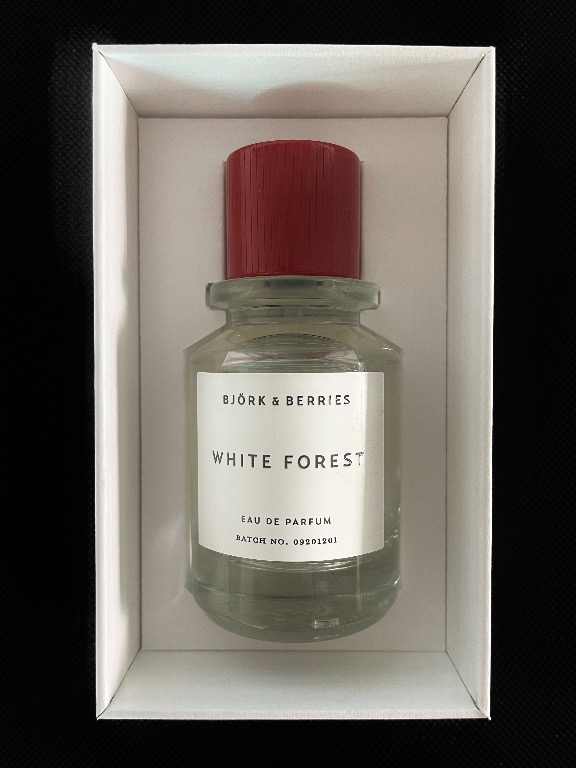 BJÖRK & BERRIES
WHITE FOREST
EAU DE PARFUM
BATCH NO. 09201201